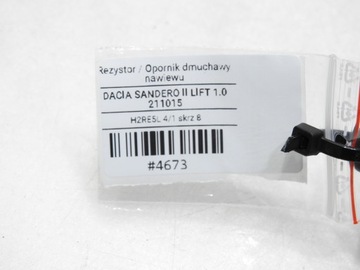 Rezystor / Opornik dmuchawy
nawiewu
DACIA SANDERO II LIFT 1.0
211015
H2RE5L 4/1 skrz 8
#4673